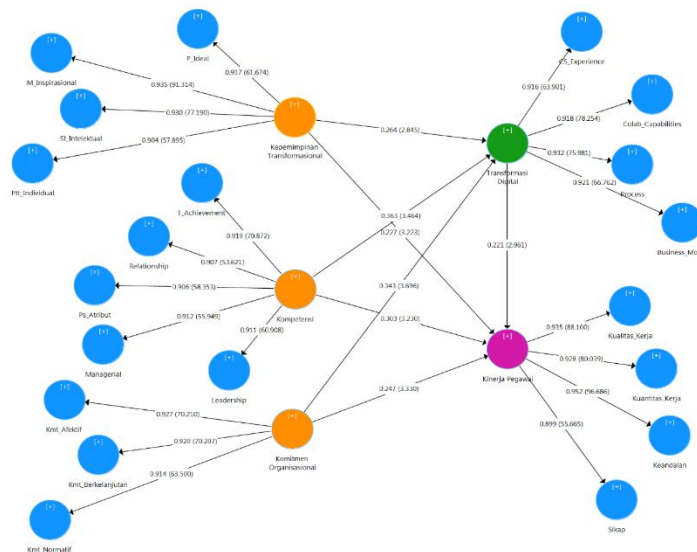 [+]
CS_Experience
[+]
P_Ideal
[+]
M_Inspirasional
0.917 (61.674)
0.935 (91.314)
[+]
St_Intelektual
0.930 (77.190)
0.904 (57.895)
[+]
Kepemimpinan
Transformasional
[+]
Ptt_Individual
0.916 (63.901)
[+]
Colab_Capabilities
0.918 (78.254)
0.264 (2.845)
[+]
Transformasi
Digital
0.932 (75.981)
[+]
Process
0.921 (66.762)
[+]
Business_Mo
[+]
T_Achievement
0.919 (70.872)
[+]
Relationship
0.907 (53.621)
0.363 (3.464)
0.227 (3.223)
0.221 (2.961)
[+]
Ps_Atribut
0.906 (58.353)
[+]
Kompetensi
0.912 (55.949)
0.343 (3.696)
0.303 (3.230)
[+]
Managerial
0.911 (60.908)
[+]
Leadership
[+]
Kinerja Pegawai
0.935 (88.100)
[+]
Kualitas_Kerja
0.928 (80.039)
[+]
Kuantitas_Kerja
0.247 (3.330)
0.952 (96.686)
[+]
Keandalan
0.899 (55.665)
[+]
Sikap
[+]
Kmt_Afektif
0.927 (70.210)
[+]
Komitmen
Organisasional
0.920 (70.207)
[+]
Kmt_Berkelanjutan
0.914 (63.500)
[+]
Kmt_Normatif